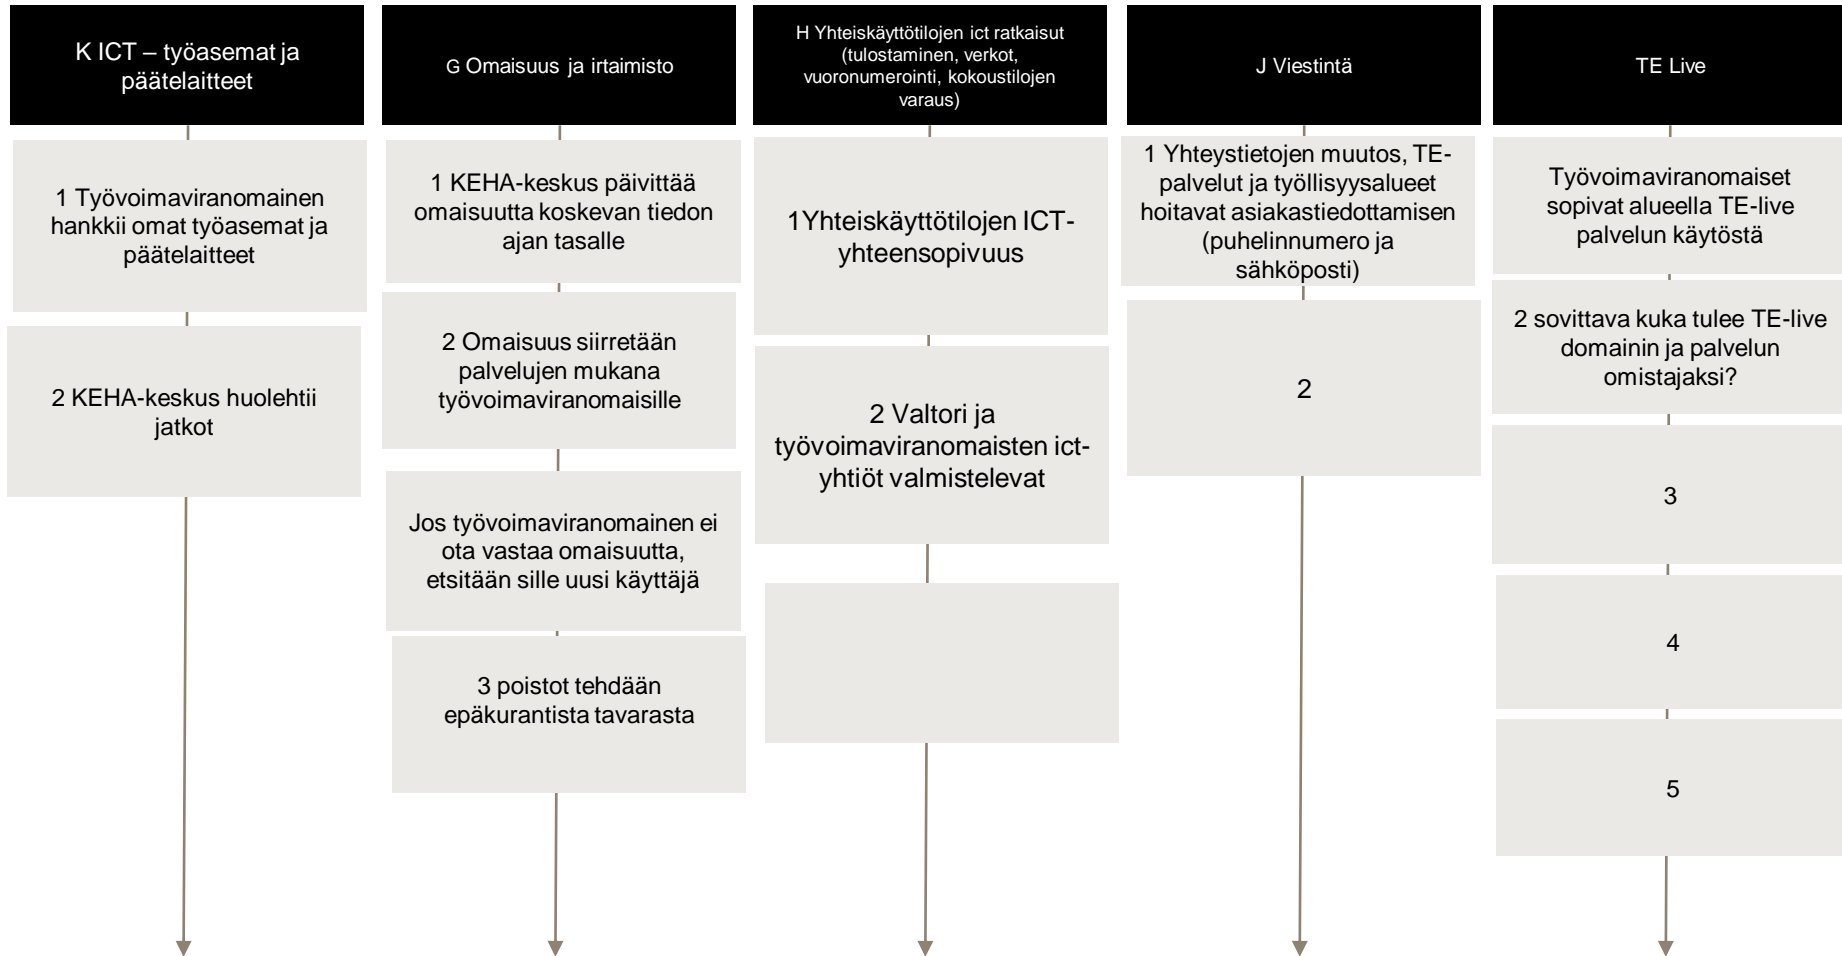 K ICT – työasemat ja
päätelaitteet
1 Työvoimaviranomainen
hankkii omat työasemat ja
päätelaitteet
2 KEHA-keskus huolehtii
jatkot
G Omaisuus ja irtaimisto
1 KEHA-keskus päivittää
omaisuutta koskevan tiedon
ajan tasalle
2 Omaisuus siirretään
palvelujen mukana
työvoimaviranomaisille
Jos työvoimaviranomainen ei
ota vastaa omaisuutta,
etsitään sille uusi käyttäjä
3 poistot tehdään
epäkurantista tavarasta
H Yhteiskäyttötilojen ict ratkaisut
(tulostaminen, verkot,
vuoronumerointi, kokoustilojen
varaus)
1Yhteiskäyttötilojen ICT-
yhteensopivuus
2 Valtori ja
työvoimaviranomaisten ict-
yhtiöt valmistelevat
J Viestintä
1 Yhteystietojen muutos, TE-
palvelut ja työllisyysalueet
hoitavat asiakastiedottamisen
(puhelinnumero ja
sähköposti)
2
TE Live
Työvoimaviranomaiset
sopivat alueella TE-live
palvelun käytöstä
2 sovittava kuka tulee TE-live
domainin ja palvelun
omistajaksi?
3
4
5